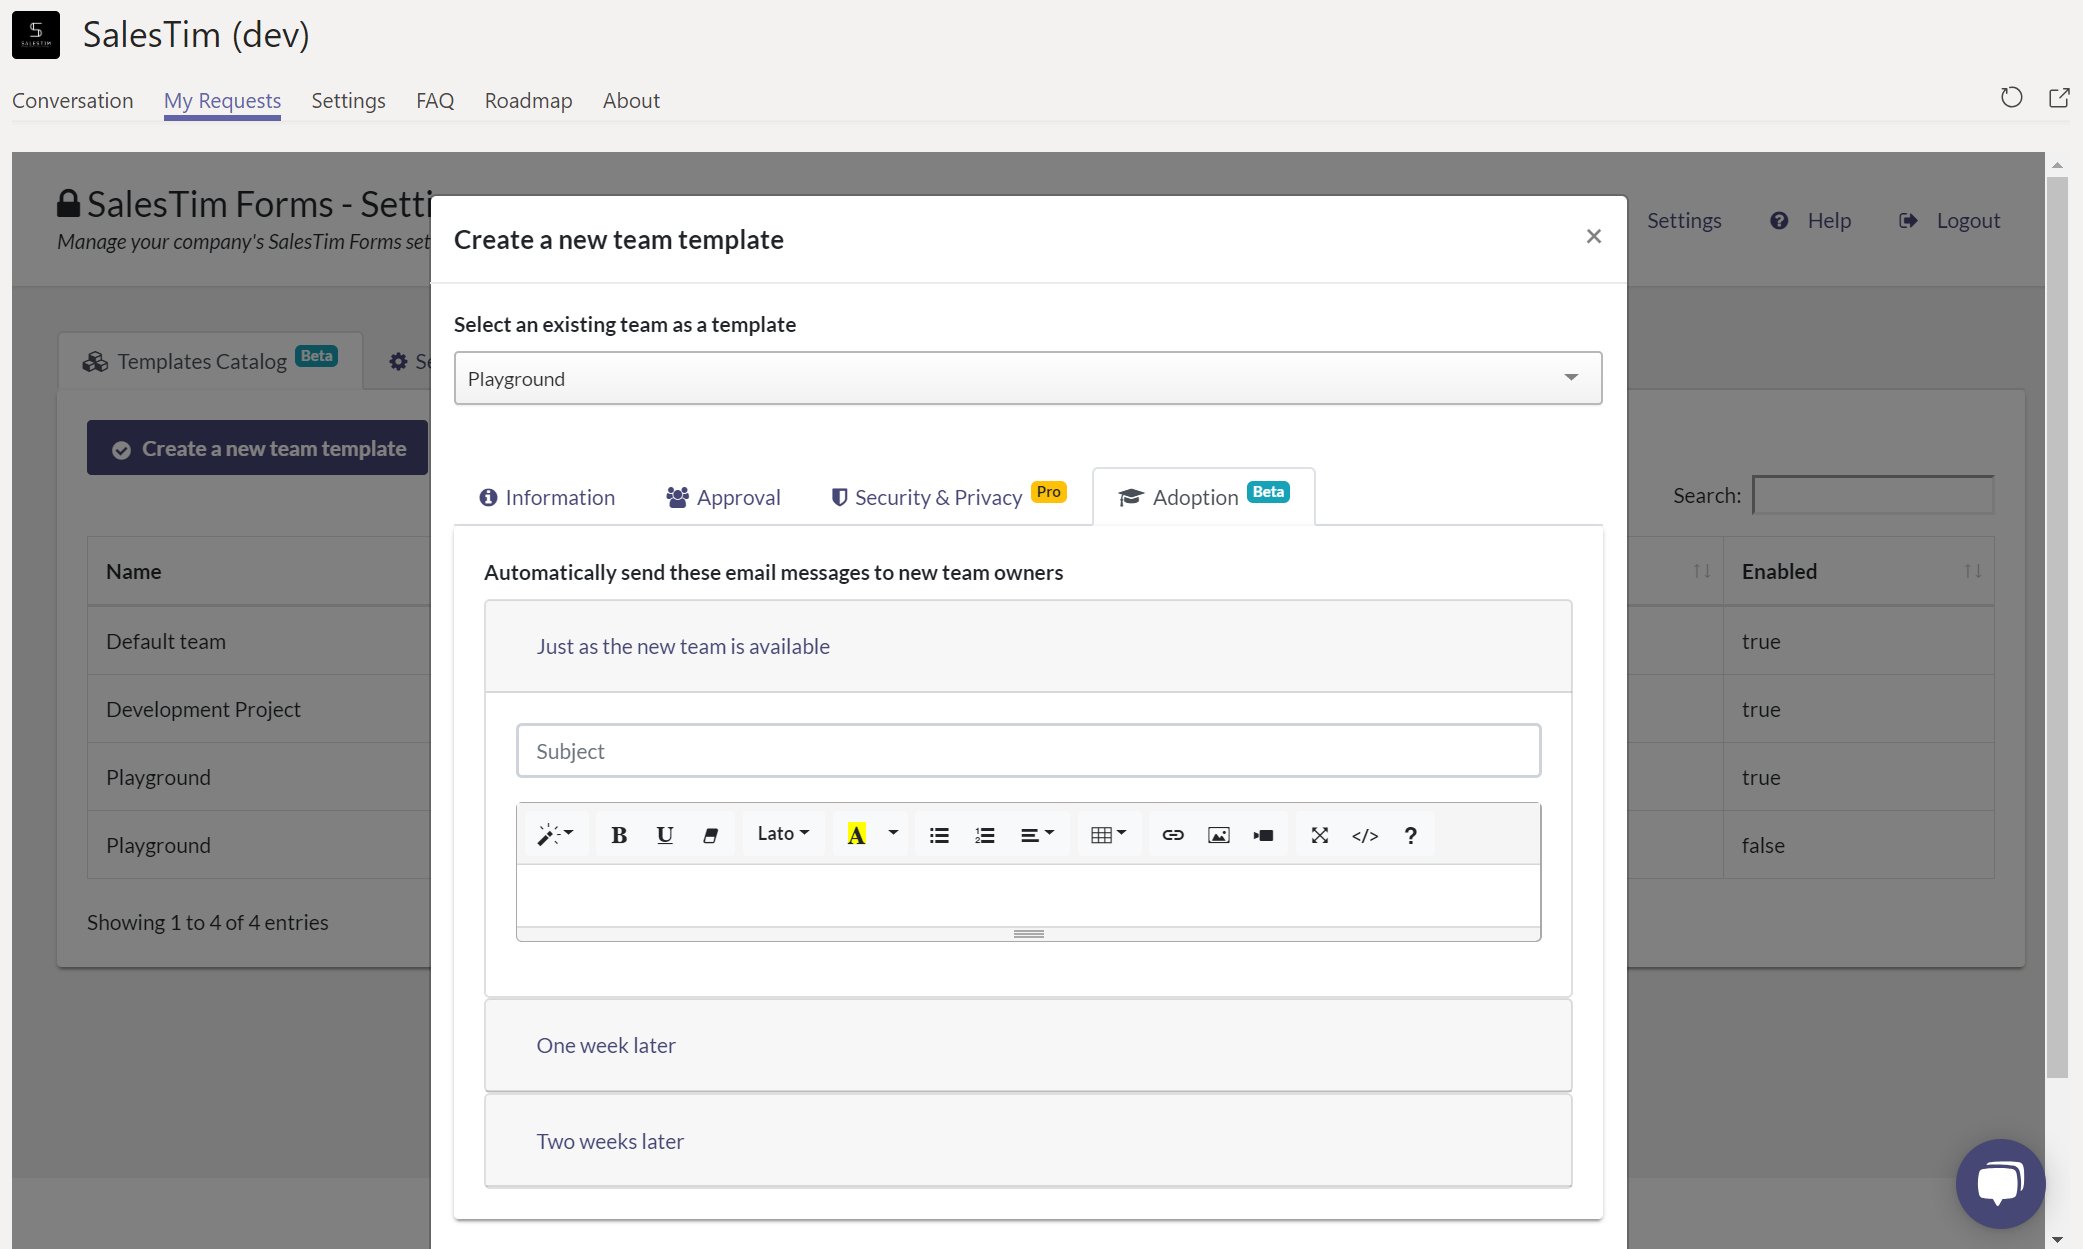 SALESTIM
SalesTim (dev)
Conversation My Requests Settings FAQ Roadmap About
SalesTim Forms - Setti
Manage your company's SalesTim Forms set
Settings Help Logout
Templates Catalog Beta
Create a new team template
Search:
Name Enabled
Default team true
Development Project true
Playground true
Playground false
Showing 1 to 4 of 4 entries
Create a new team template ×
Select an existing team as a template
Playground
Information Approval Security & Privacy Pro Adoption Beta
Automatically send these email messages to new team owners
Just as the new team is available
Subject
B U Lato A </> ?
One week later
Two weeks later